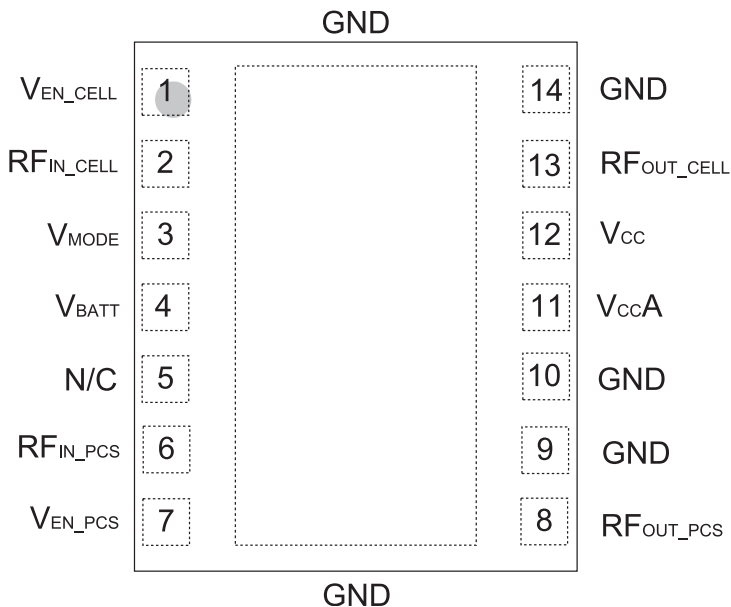 GND
VEN_CELL 1 14 GND
RFIN_CELL 2 13 RFOUT_CELL
VMODE 3 12 VCC
VBATT 4 11 VCCA
N/C 5 10 GND
RFIN_PCS 6 9 GND
VEN_PCS 7 8 RFOUT_PCS
GND